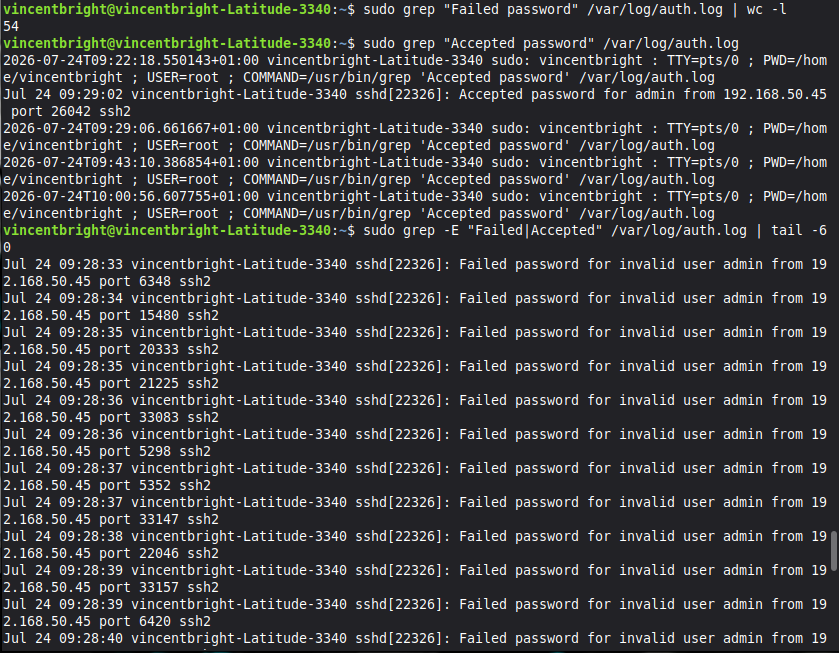 vincentbright@vincentbright-Latitude-3340:~$ sudo grep "Failed password" /var/log/auth.log | wc -l
54
vincentbright@vincentbright-Latitude-3340:~$ sudo grep "Accepted password" /var/log/auth.log
2026-07-24T09:22:18.550143+01:00 vincentbright-Latitude-3340 sudo: vincentbright : TTY=pts/0 ; PWD=/hom
e/vincentbright ; USER=root ; COMMAND=/usr/bin/grep 'Accepted password' /var/log/auth.log
Jul 24 09:29:02 vincentbright-Latitude-3340 sshd[22326]: Accepted password for admin from 192.168.50.45
 port 26042 ssh2
2026-07-24T09:29:06.661667+01:00 vincentbright-Latitude-3340 sudo: vincentbright : TTY=pts/0 ; PWD=/hom
e/vincentbright ; USER=root ; COMMAND=/usr/bin/grep 'Accepted password' /var/log/auth.log
2026-07-24T09:43:10.386854+01:00 vincentbright-Latitude-3340 sudo: vincentbright : TTY=pts/0 ; PWD=/hom
e/vincentbright ; USER=root ; COMMAND=/usr/bin/grep 'Accepted password' /var/log/auth.log
2026-07-24T10:00:56.607755+01:00 vincentbright-Latitude-3340 sudo: vincentbright : TTY=pts/0 ; PWD=/hom
e/vincentbright ; USER=root ; COMMAND=/usr/bin/grep 'Accepted password' /var/log/auth.log
vincentbright@vincentbright-Latitude-3340:~$ sudo grep -E "Failed|Accepted" /var/log/auth.log | tail -6
0
Jul 24 09:28:33 vincentbright-Latitude-3340 sshd[22326]: Failed password for invalid user admin from 19
2.168.50.45 port 6348 ssh2
Jul 24 09:28:34 vincentbright-Latitude-3340 sshd[22326]: Failed password for invalid user admin from 19
2.168.50.45 port 15480 ssh2
Jul 24 09:28:35 vincentbright-Latitude-3340 sshd[22326]: Failed password for invalid user admin from 19
2.168.50.45 port 20333 ssh2
Jul 24 09:28:35 vincentbright-Latitude-3340 sshd[22326]: Failed password for invalid user admin from 19
2.168.50.45 port 21225 ssh2
Jul 24 09:28:36 vincentbright-Latitude-3340 sshd[22326]: Failed password for invalid user admin from 19
2.168.50.45 port 33083 ssh2
Jul 24 09:28:36 vincentbright-Latitude-3340 sshd[22326]: Failed password for invalid user admin from 19
2.168.50.45 port 5298 ssh2
Jul 24 09:28:37 vincentbright-Latitude-3340 sshd[22326]: Failed password for invalid user admin from 19
2.168.50.45 port 5352 ssh2
Jul 24 09:28:37 vincentbright-Latitude-3340 sshd[22326]: Failed password for invalid user admin from 19
2.168.50.45 port 33147 ssh2
Jul 24 09:28:38 vincentbright-Latitude-3340 sshd[22326]: Failed password for invalid user admin from 19
2.168.50.45 port 22046 ssh2
Jul 24 09:28:39 vincentbright-Latitude-3340 sshd[22326]: Failed password for invalid user admin from 19
2.168.50.45 port 33157 ssh2
Jul 24 09:28:39 vincentbright-Latitude-3340 sshd[22326]: Failed password for invalid user admin from 19
2.168.50.45 port 6420 ssh2
Jul 24 09:28:40 vincentbright-Latitude-3340 sshd[22326]: Failed password for invalid user admin from 19